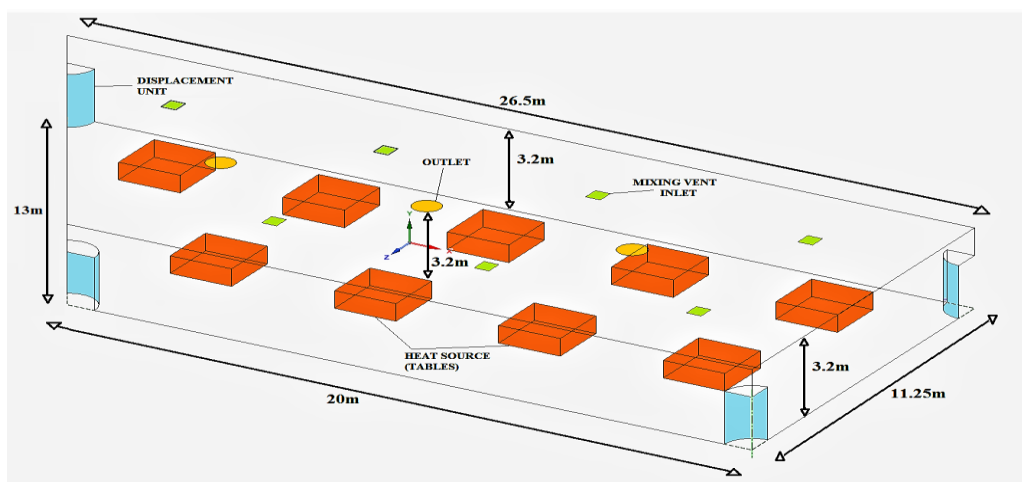 DISPLACEMENT
UNIT
26.5m
3.2m
OUTLET
MIXING VENT
INLET
13m
Y
Z
3.2m
HEAT SOURCE
(TABLES)
3.2m
20m
11.25m